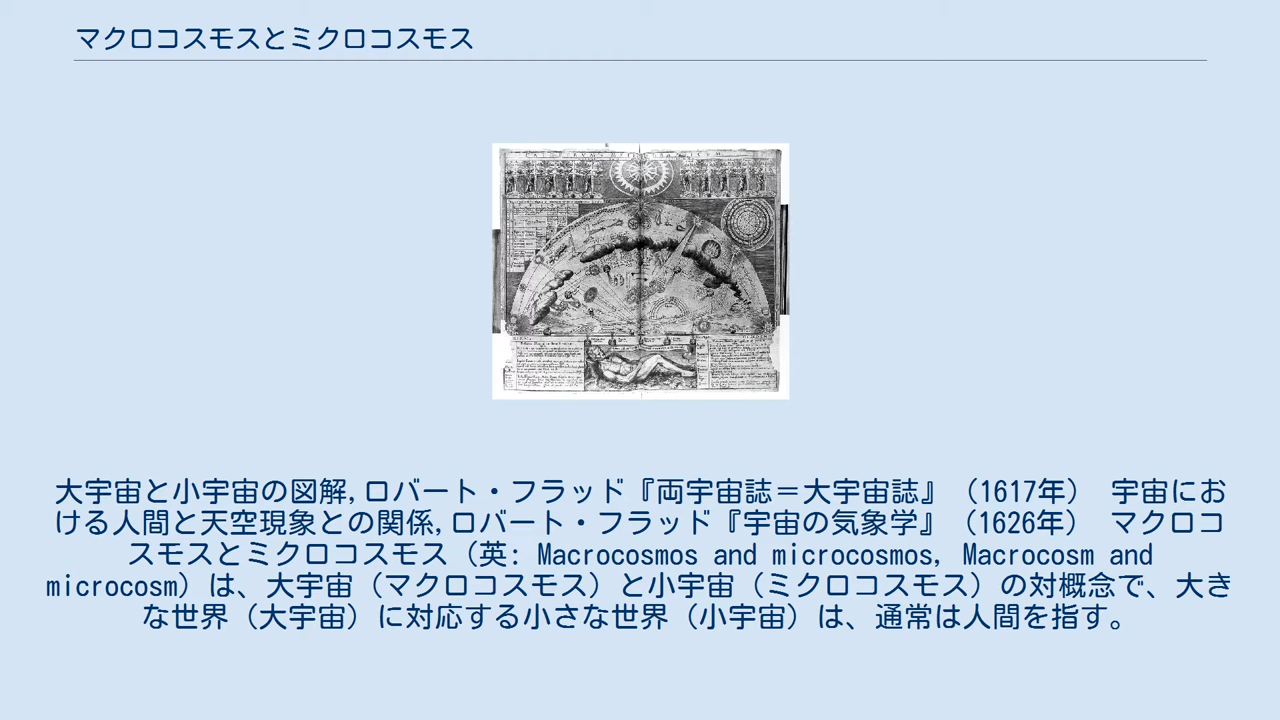 マクロコスモスとミクロコスモス
大宇宙と小宇宙の図解,ロバート・フラッド『両宇宙誌＝大宇宙誌』（1617年） 宇宙にお
ける人間と天空現象との関係,ロバート・フラッド『宇宙の気象学』（1626年） マクロコ
スモスとミクロコスモス（英: Macrocosmos and microcosmos, Macrocosm and
microcosm）は、大宇宙（マクロコスモス）と小宇宙（ミクロコスモス）の対概念で、大き
な世界（大宇宙）に対応する小さな世界（小宇宙）は、通常は人間を指す。